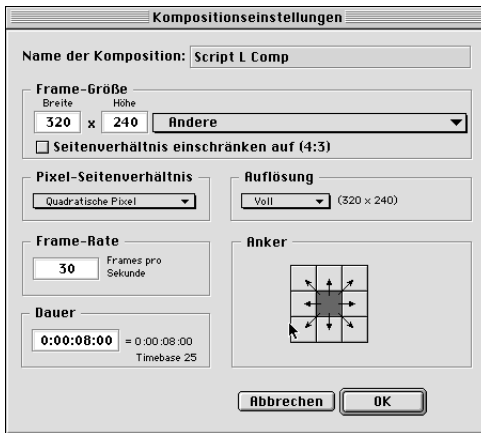 Kompositionseinstellungen
Name der Komposition: Script L Comp
Frame-Größe
Breite Höhe
320 x 240 Andere
Seitenverhältnis einschränken auf (4:3)
Pixel-Seitenverhältnis
Quadratische Pixel
Auflösung
Voll (320 x 240)
Frame-Rate
30 Frames pro
Sekunde
Anker
Dauer
0:00:08:00 = 0:00:08:00
Timebase 25
Abbrechen OK